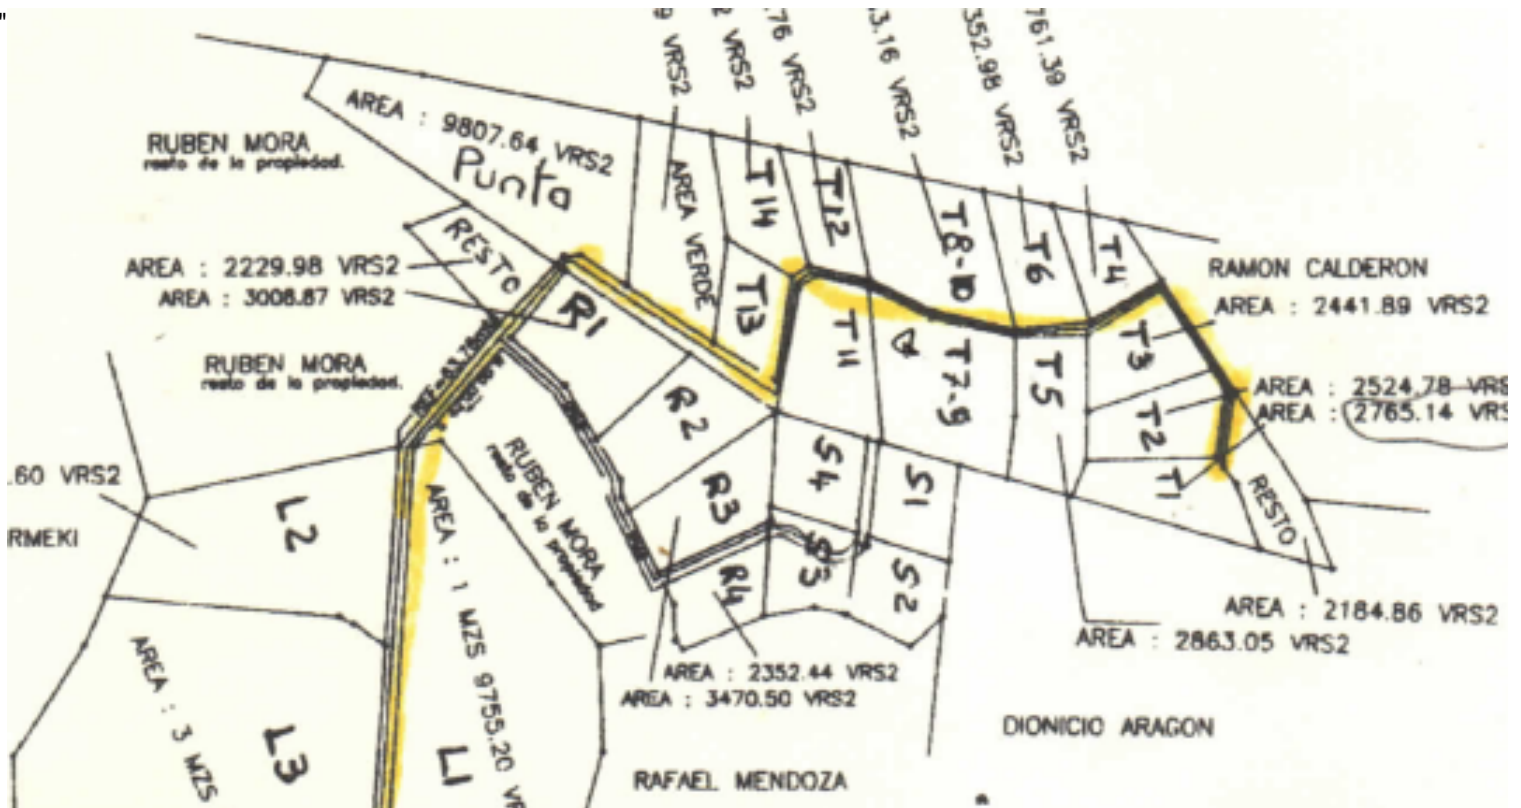 "
AREA : 9807.64 VRS2
Punta
RUBEN MORA
resto de la propiedad.
9 VRS2
2 VRS2
.76 VRS2
3.16 VRS2
352.98 VRS2
761.39 VRS2
AREA VERDE
T14
T12
T8-10
T6
T4
RESTO
AREA : 2229.98 VRS2
AREA : 3008.87 VRS2
R1
T13
T11
T7-9
T5
T3
T2
T1
RAMON CALDERON
AREA : 2441.89 VRS2
AREA : 2524.78 VRS
AREA : 2765.14 VRS
RUBEN MORA
resto de la propiedad.
R2
R3
R4
S4
S1
S3
S2
RESTO
RUBEN MORA
resto de la propiedad
.60 VRS2
RMEKI
L2
AREA : 1 MZS 9755.20 VR
AREA : 2184.86 VRS2
AREA : 2863.05 VRS2
AREA : 2352.44 VRS2
AREA : 3470.50 VRS2
AREA : 3 MZS
L3
L1
DIONICIO ARAGON
RAFAEL MENDOZA